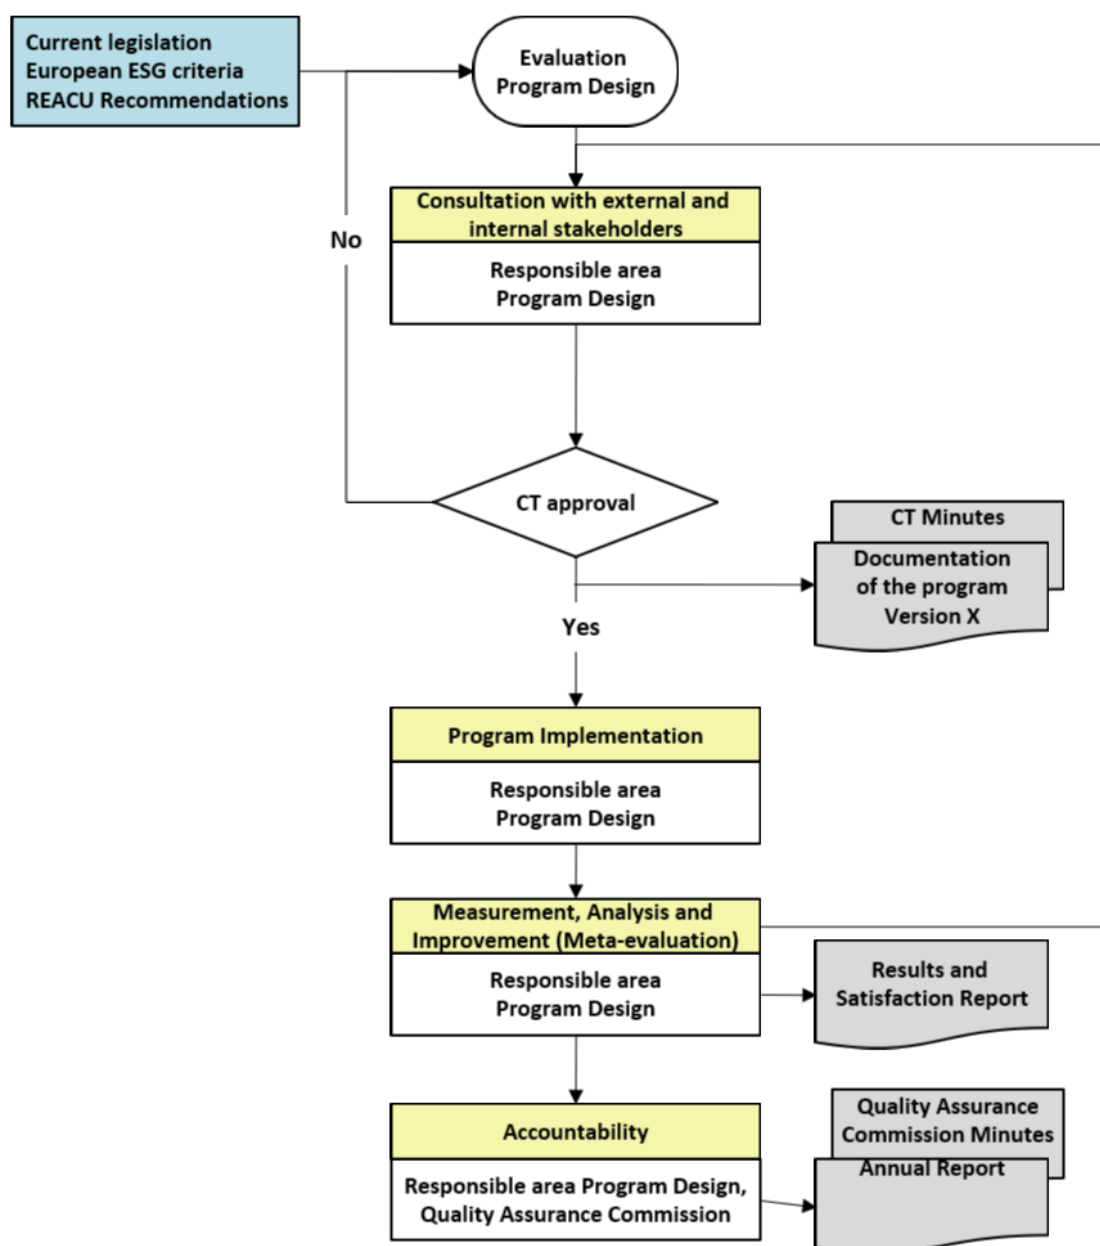 Current legislation
European ESG criteria
REACU Recommendations
Evaluation
Program Design
Consultation with external and
internal stakeholders
Responsible area
Program Design
No
CT approval
CT Minutes
Documentation
of the program
Version X
Yes
Program Implementation
Responsible area
Program Design
Measurement, Analysis and
Improvement (Meta-evaluation)
Responsible area
Program Design
Results and
Satisfaction Report
Accountability
Responsible area Program Design,
Quality Assurance Commission
Quality Assurance
Commission Minutes
Annual Report